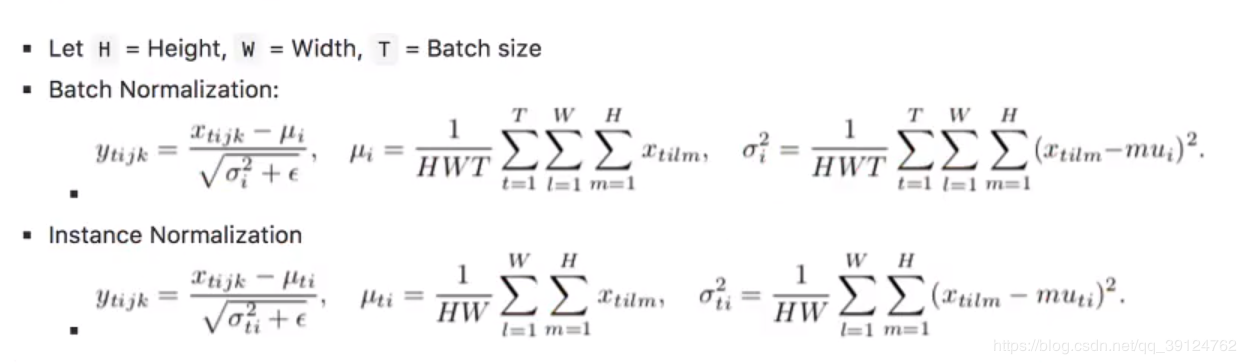 ▪ Let H = Height, W = Width, T = Batch size
▪ Batch Normalization:
▪ $y_{tijk} = \frac{x_{tijk} - \mu_i}{\sqrt{\sigma_i^2 + \epsilon}}, \quad \mu_i = \frac{1}{HWT} \sum_{t=1}^{T} \sum_{l=1}^{W} \sum_{m=1}^{H} x_{tilm}, \quad \sigma_i^2 = \frac{1}{HWT} \sum_{t=1}^{T} \sum_{l=1}^{W} \sum_{m=1}^{H} (x_{tilm} - mu_i)^2.$
▪ Instance Normalization
▪ $y_{tijk} = \frac{x_{tijk} - \mu_{ti}}{\sqrt{\sigma_{ti}^2 + \epsilon}}, \quad \mu_{ti} = \frac{1}{HW} \sum_{l=1}^{W} \sum_{m=1}^{H} x_{tilm}, \quad \sigma_{ti}^2 = \frac{1}{HW} \sum_{l=1}^{W} \sum_{m=1}^{H} (x_{tilm} - mu_{ti})^2.$
https://blog.csdn.net/qq_39124762